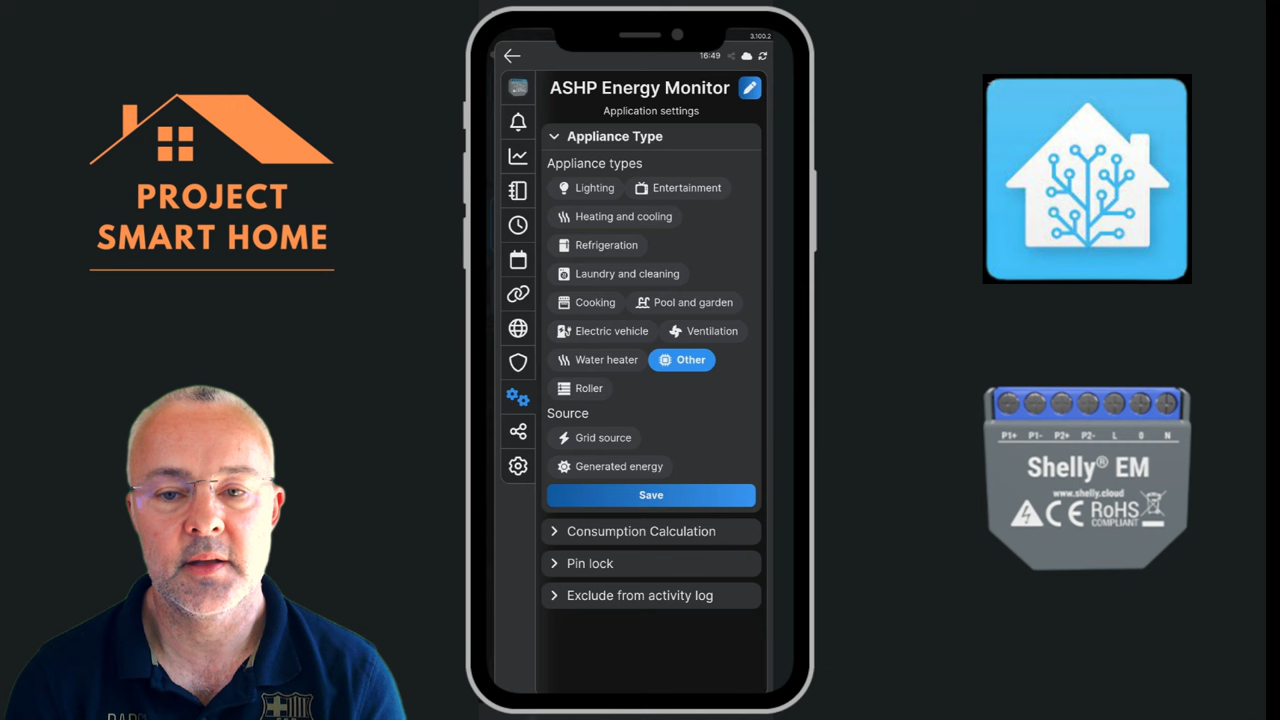 PROJECT
SMART HOME
3.100.2
16:49
ASHP Energy Monitor
Application settings
Appliance Type
Appliance types
Lighting Entertainment
Heating and cooling
Refrigeration
Laundry and cleaning
Cooking Pool and garden
Electric vehicle Ventilation
Water heater Other
Roller
Source
Grid source
Generated energy
Save
Consumption Calculation
Pin lock
Exclude from activity log
P1+ P1- P2+ P2- L 0 N
Shelly® EM
www.shelly.cloud
CE RoHS
COMPLIANT